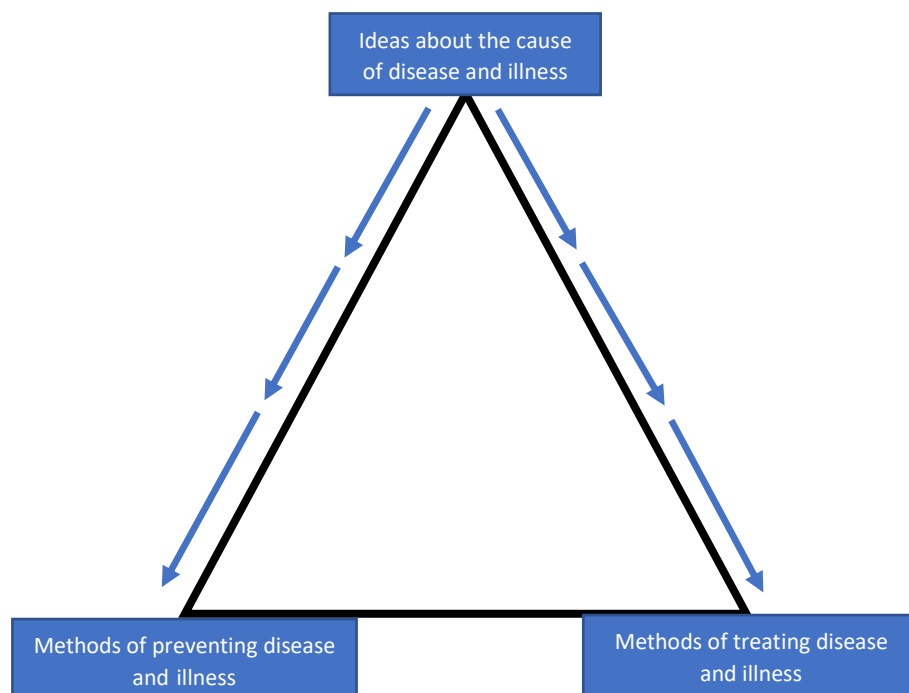 Ideas about the cause
of disease and illness
Methods of preventing disease
and illness
Methods of treating disease
and illness